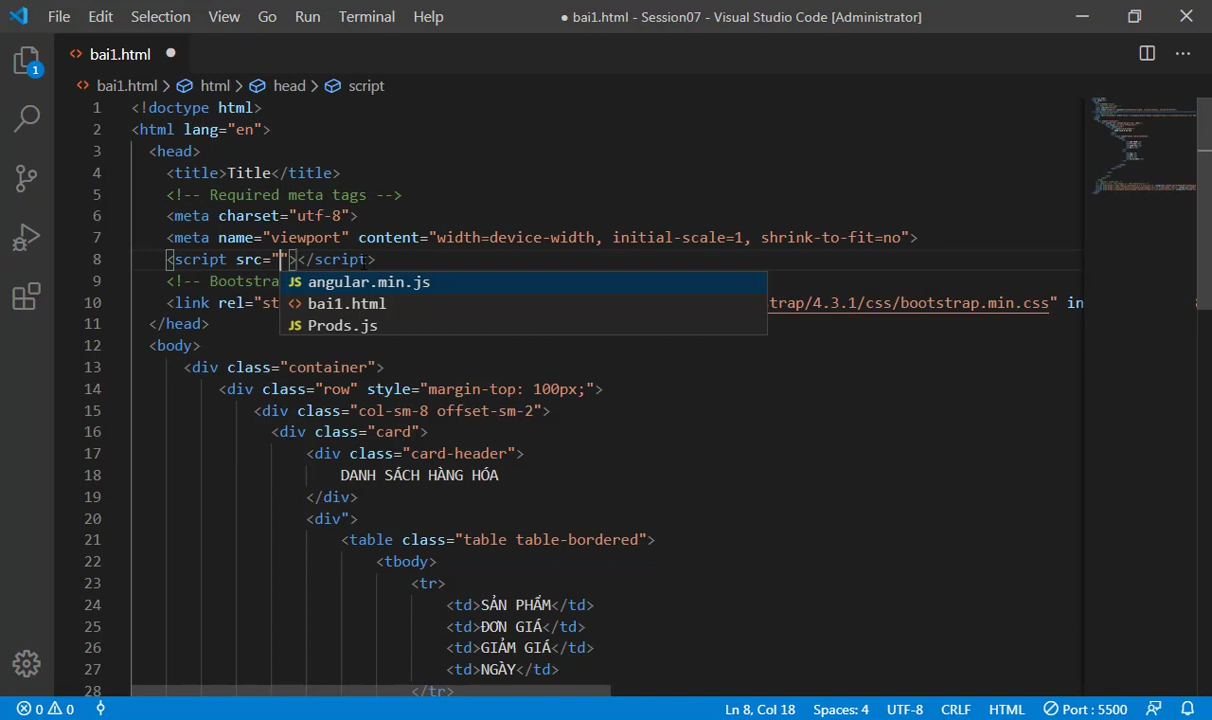 File Edit Selection View Go Run Terminal Help
● bai1.html - Session07 - Visual Studio Code [Administrator]
bai1.html
1
bai1.html > html > head > script
1 <!doctype html>
2 <html lang="en">
3 <head>
4 <title>Title</title>
5 <!-- Required meta tags -->
6 <meta charset="utf-8">
7 <meta name="viewport" content="width=device-width, initial-scale=1, shrink-to-fit=no">
8 <script src=""></script>
9 <!-- Bootstra
angular.min.js
10 <link rel="st
trap/4.3.1/css/bootstrap.min.css" in
bai1.html
11 </head>
Prods.js
12 <body>
13 <div class="container">
14 <div class="row" style="margin-top: 100px;">
15 <div class="col-sm-8 offset-sm-2">
16 <div class="card">
17 <div class="card-header">
18 DANH SÁCH HÀNG HÓA
19 </div>
20 <div">
21 <table class="table table-bordered">
22 <tbody>
23 <tr>
24 <td>SẢN PHẨM</td>
25 <td>ĐƠN GIÁ</td>
26 <td>GIẢM GIÁ</td>
27 <td>NGÀY</td>
28 </tr>
0 0 Ln 8, Col 18 Spaces: 4 UTF-8 CRLF HTML Port : 5500